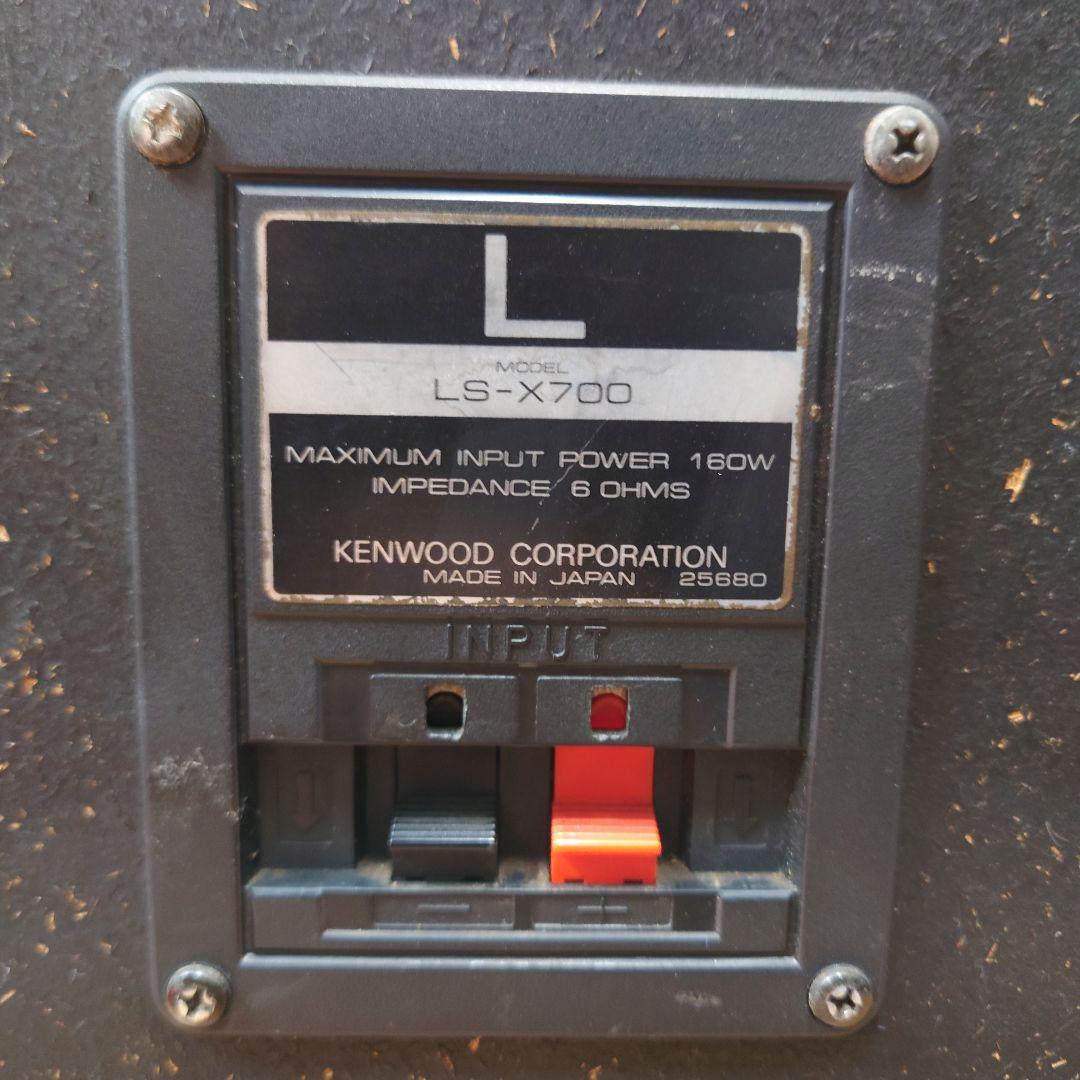 L
MODEL
LS-X700
MAXIMUM INPUT POWER 160W
IMPEDANCE 6 OHMS
KENWOOD CORPORATION
MADE IN JAPAN 25680
INPUT
− +